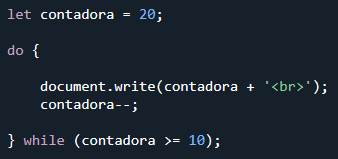 let contadora = 20;
do {
document.write(contadora + '<br>');
contadora--;
} while (contadora >= 10);